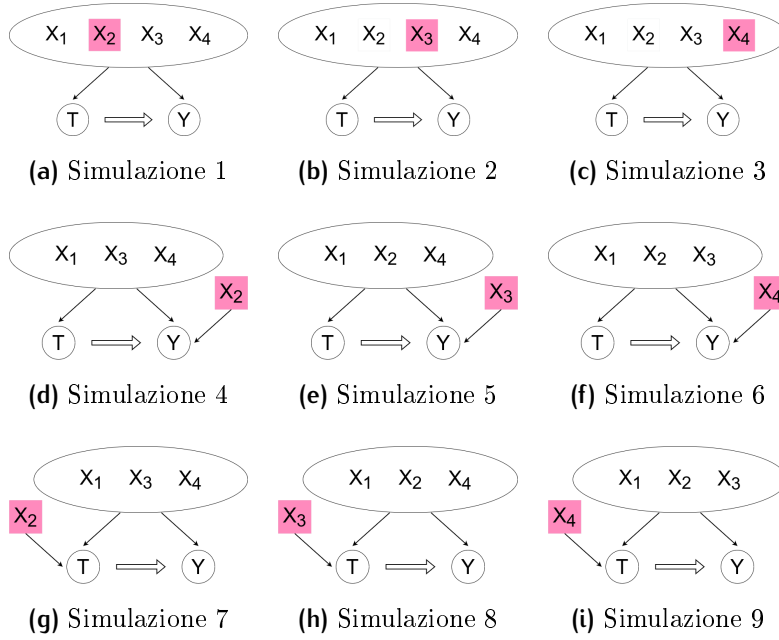 X₁ X₂ X₃ X₄ X₁ X₂ X₃ X₄ X₁ X₂ X₃ X₄
T Y T Y T Y
(a) Simulazione 1 (b) Simulazione 2 (c) Simulazione 3
X₁ X₃ X₄ X₁ X₂ X₄ X₁ X₂ X₃
X₂ X₃ X₄
T Y T Y T Y
(d) Simulazione 4 (e) Simulazione 5 (f) Simulazione 6
X₁ X₃ X₄ X₁ X₂ X₄ X₁ X₂ X₃
X₂ X₃ X₄
T Y T Y T Y
(g) Simulazione 7 (h) Simulazione 8 (i) Simulazione 9